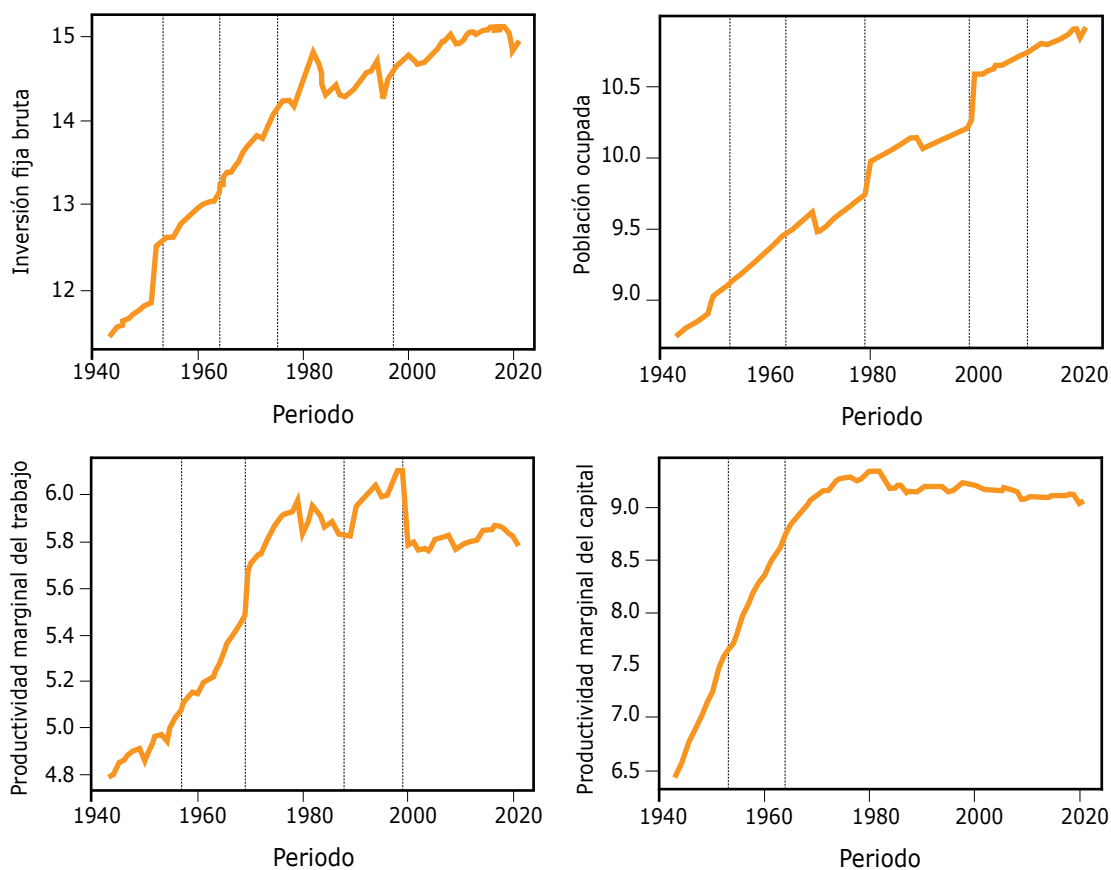 Inversión fija bruta
15
14
13
12
1940 1960 1980 2000 2020
Periodo
Población ocupada
10.5
10.0
9.5
9.0
1940 1960 1980 2000 2020
Periodo
Productividad marginal del trabajo
6.0
5.8
5.6
5.4
5.2
5.0
4.8
1940 1960 1980 2000 2020
Periodo
Productividad marginal del capital
9.0
8.5
8.0
7.5
7.0
6.5
1940 1960 1980 2000 2020
Periodo